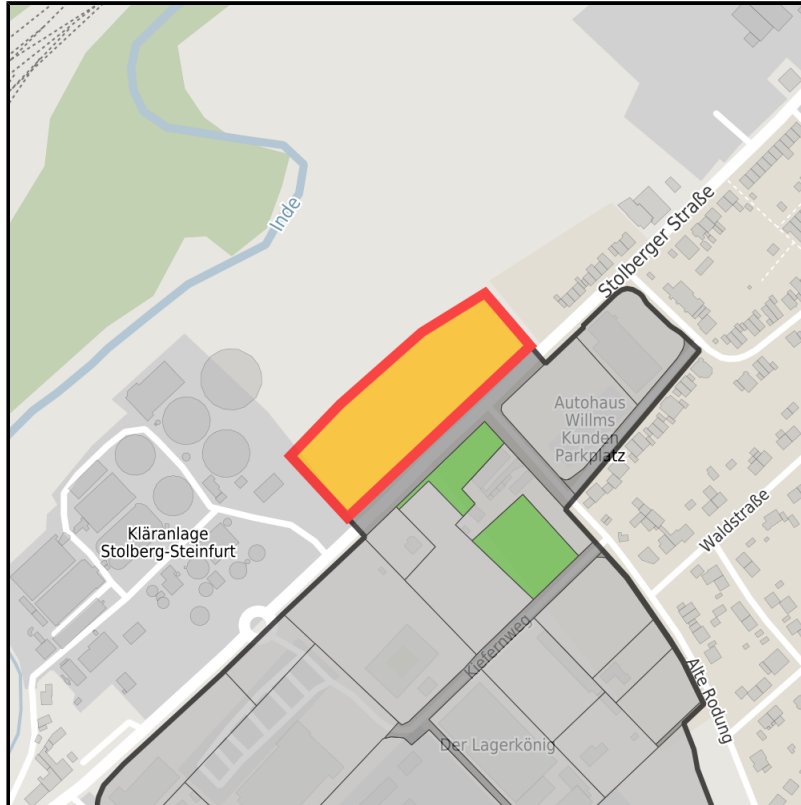 Inde
Stolberger Straße
Autohaus
Willms
Kunden
Parkplatz
Waldstraße
Kläranlage
Stolberg-Steinfurt
Kiefernweg
Alte Rodung
Der Lagerkönig